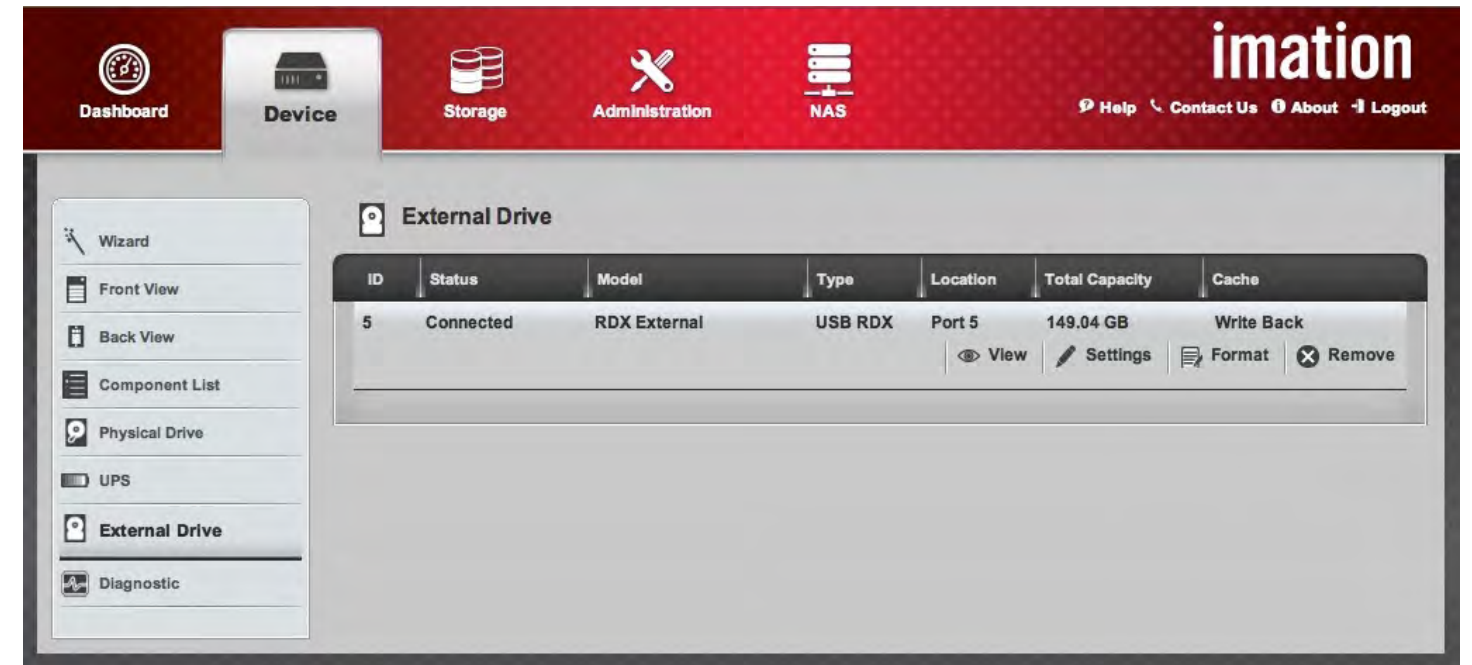 imation
Dashboard Device Storage Administration NAS
Help Contact Us About Logout
Wizard
Front View
Back View
Component List
Physical Drive
UPS
External Drive
Diagnostic
External Drive
ID Status Model Type Location Total Capacity Cache
5 Connected RDX External USB RDX Port 5 149.04 GB Write Back
View Settings Format Remove